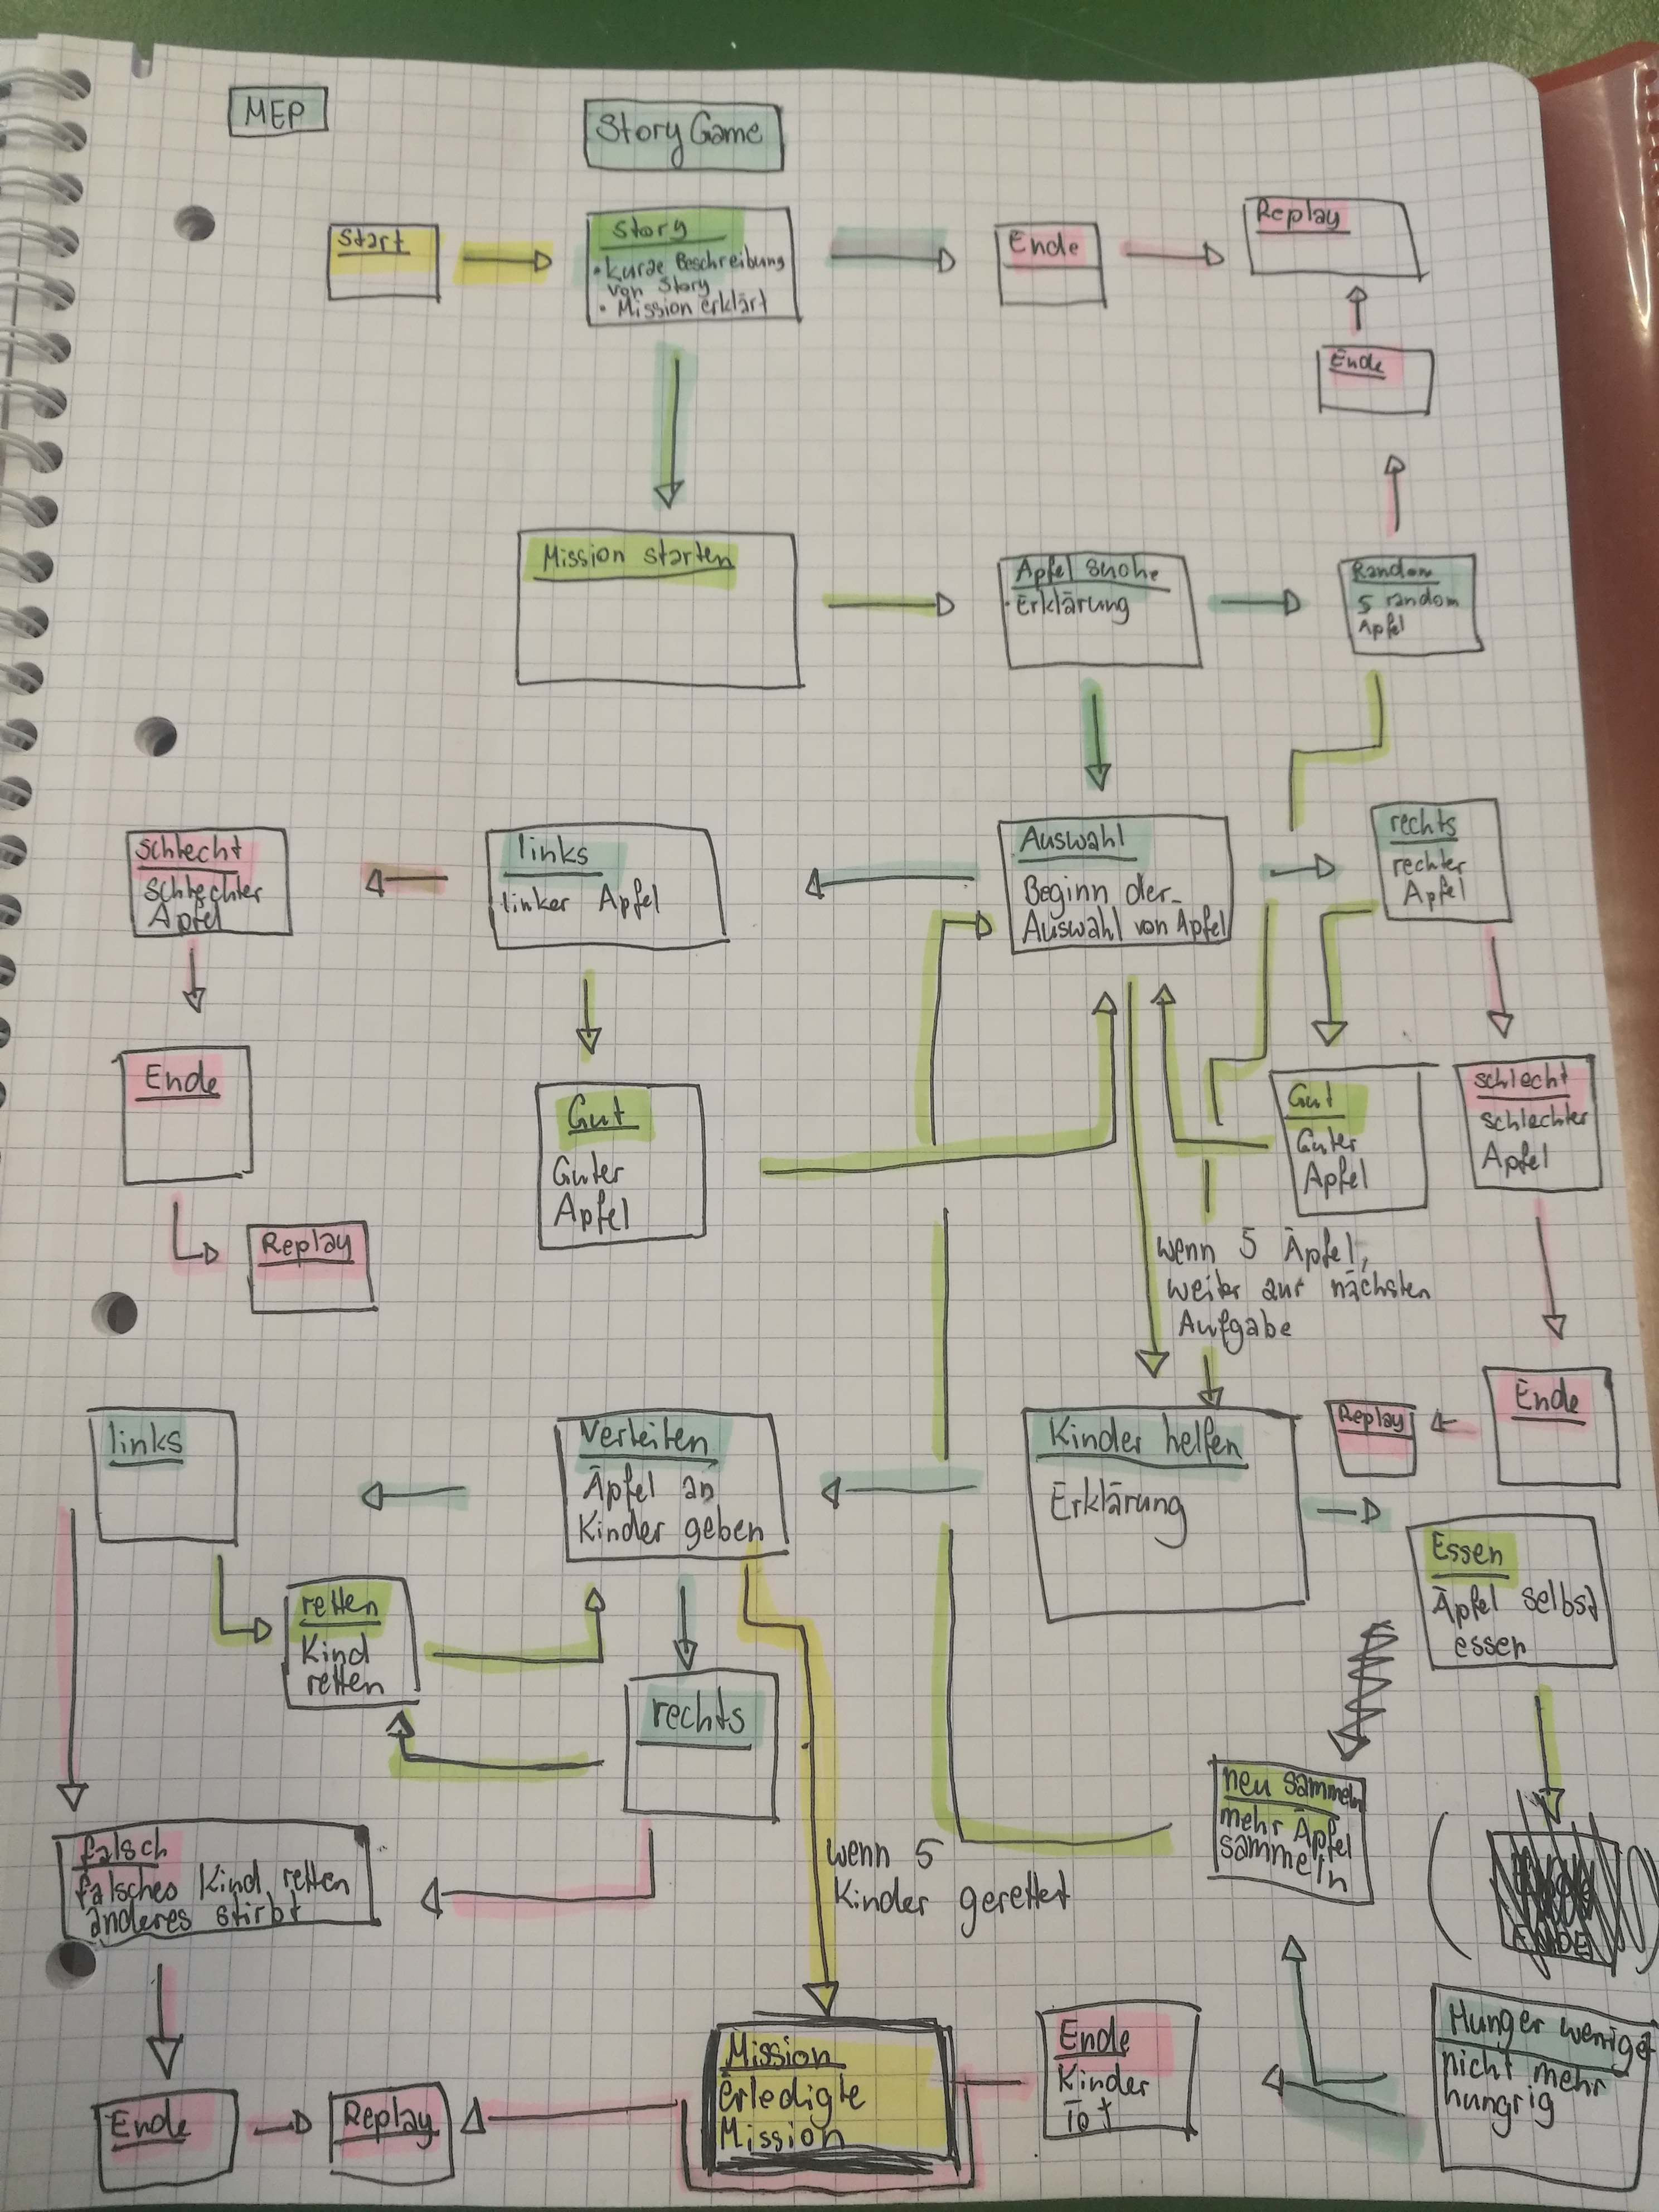 MEP
Story Game
Start
Story
• kurze Beschreibung
von Story
• Mission erklärt
Ende
Replay
Ende
Mission starten
Apfel suche
• Erklärung
Random
5 random
Apfel
schlecht
schlechter
Apfel
links
linker Apfel
Auswahl
Beginn der
Auswahl von Apfel
rechts
rechter
Apfel
Ende
Gut
Guter
Apfel
Gut
Guter
Apfel
schlecht
schlechter
Apfel
Replay
wenn 5 Äpfel,
weiter zur nächsten
Aufgabe
links
Verteilen
Äpfel an
Kinder geben
Kinder helfen
Erklärung
Replay
Ende
Essen
Äpfel selbst
essen
retten
Kind
retten
rechts
neu sammeln
mehr Äpfel
sammeln
falsch
falsches Kind retten
anderes stirbt
wenn 5
Kinder gerettet
Hunger weniger
nicht mehr
hungrig
Ende
Replay
Mission
erledigte
Mission
Ende
Kinder
Tot